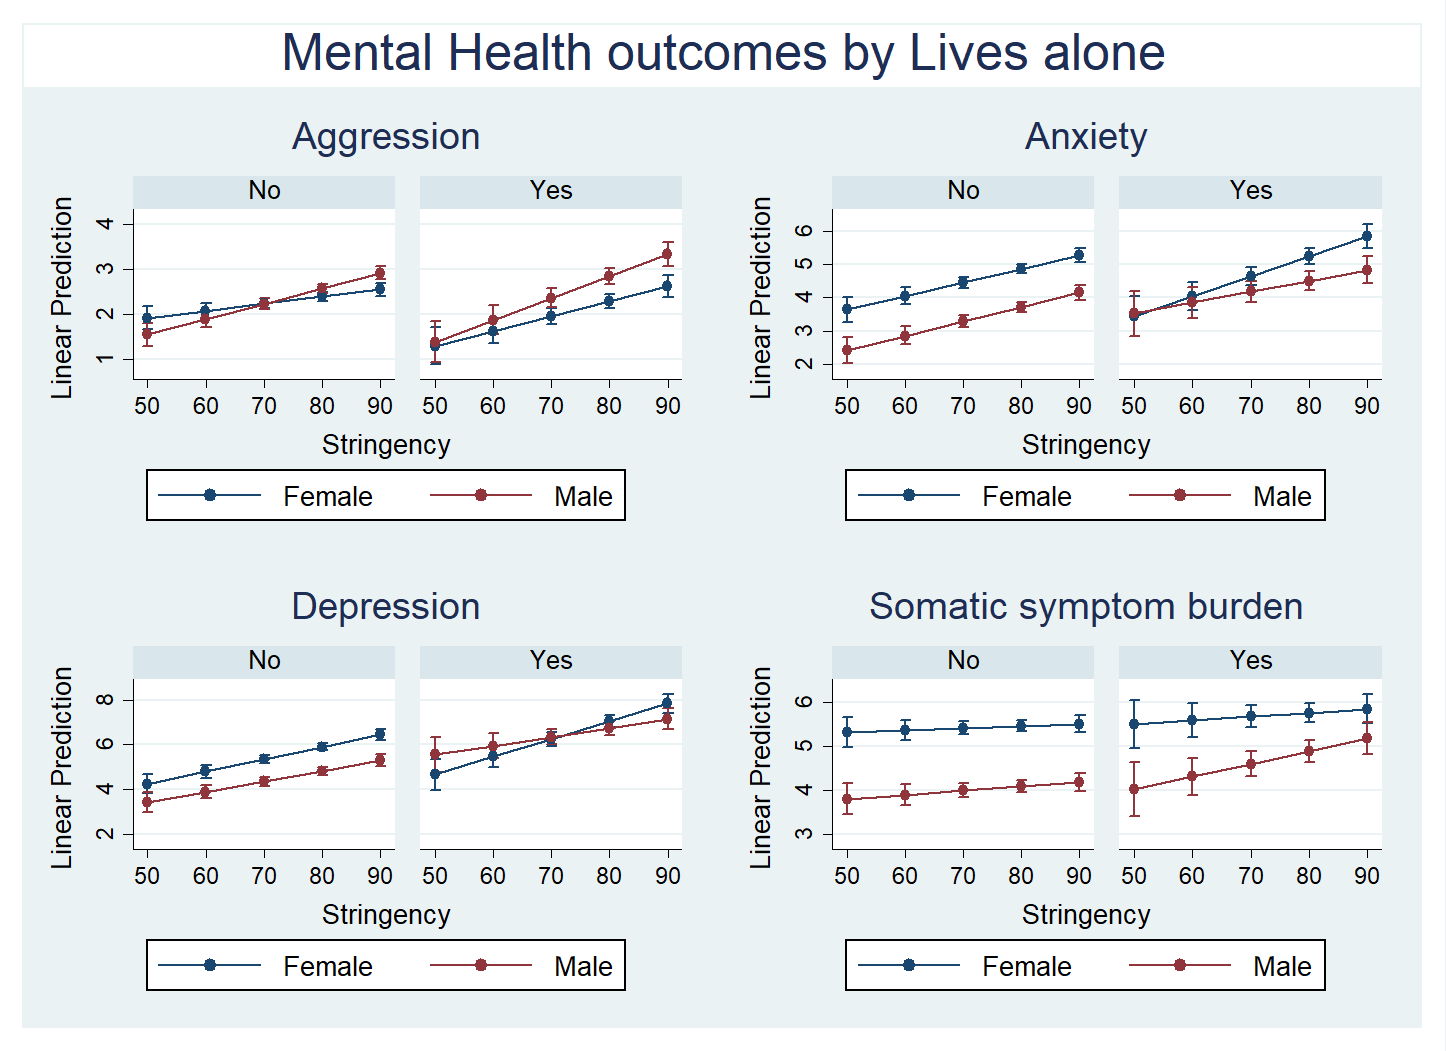 Mental Health outcomes by Lives alone
Aggression
No Yes
Linear Prediction
4
3
2
1
50 60 70 80 90 50 60 70 80 90
Stringency
Female Male
Anxiety
No Yes
Linear Prediction
6
5
4
3
2
50 60 70 80 90 50 60 70 80 90
Stringency
Female Male
Depression
No Yes
Linear Prediction
8
6
4
2
50 60 70 80 90 50 60 70 80 90
Stringency
Female Male
Somatic symptom burden
No Yes
Linear Prediction
6
5
4
3
50 60 70 80 90 50 60 70 80 90
Stringency
Female Male